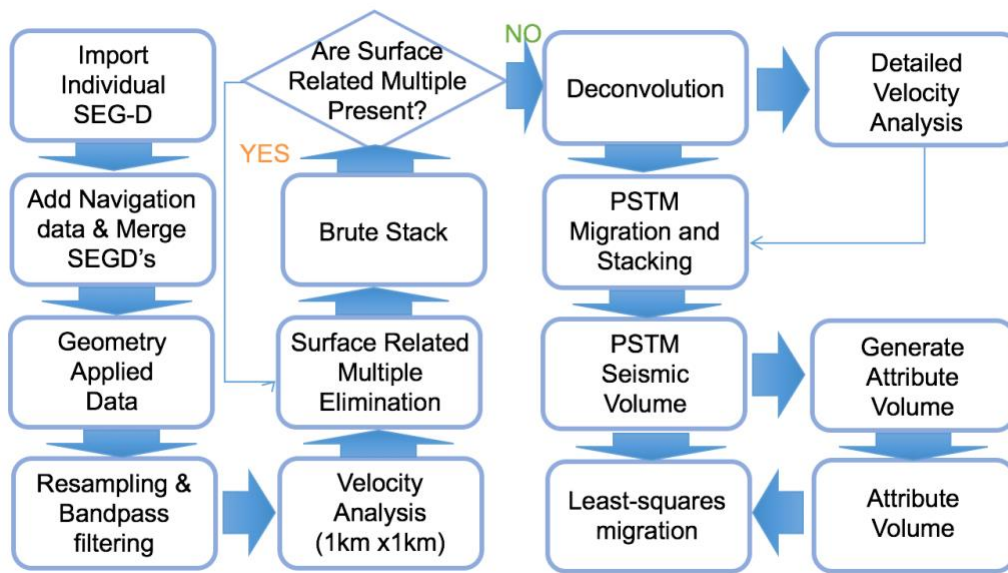 Import
Individual
SEG-D
Add Navigation
data & Merge
SEGD's
Geometry
Applied
Data
Resampling &
Bandpass
filtering
Velocity
Analysis
(1km x1km)
Surface Related
Multiple
Elimination
Brute Stack
Are Surface
Related Multiple
Present?
YES
NO
Deconvolution
Detailed
Velocity
Analysis
PSTM
Migration and
Stacking
PSTM
Seismic
Volume
Generate
Attribute
Volume
Attribute
Volume
Least-squares
migration